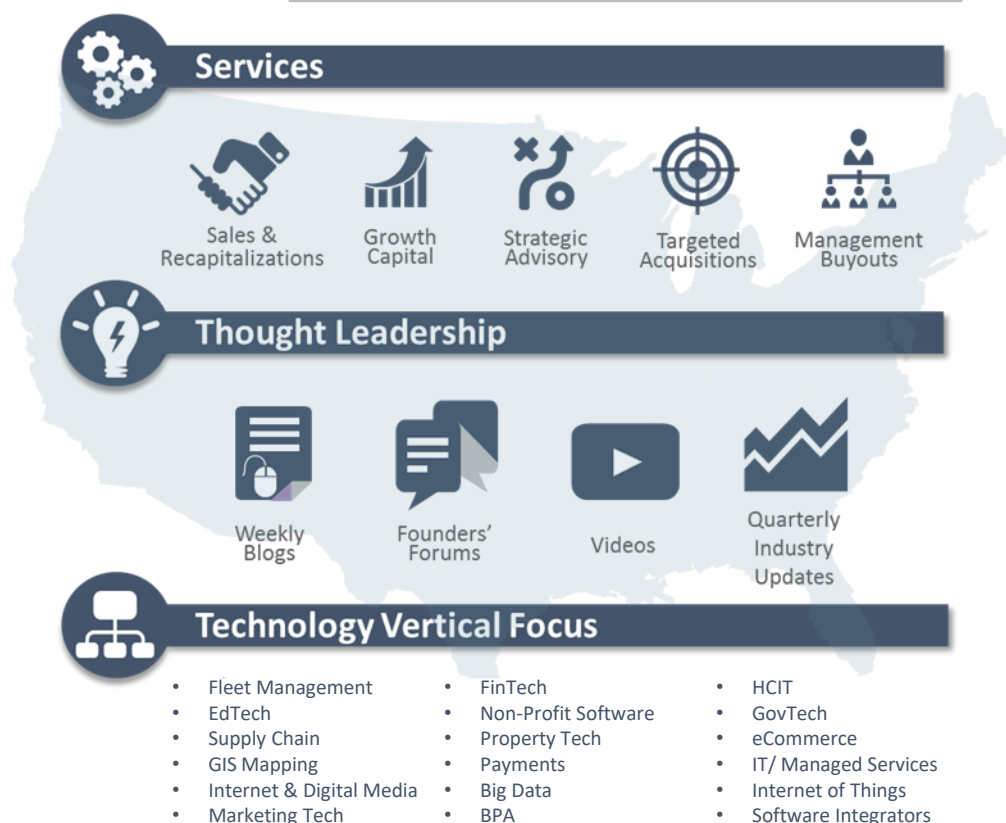 Services
Sales &
Recapitalizations
Growth
Capital
Strategic
Advisory
Targeted
Acquisitions
Management
Buyouts
Thought Leadership
Weekly
Blogs
Founders’
Forums
Videos
Quarterly
Industry
Updates
Technology Vertical Focus
• Fleet Management
• EdTech
• Supply Chain
• GIS Mapping
• Internet & Digital Media
• Marketing Tech
• FinTech
• Non-Profit Software
• Property Tech
• Payments
• Big Data
• BPA
• HCIT
• GovTech
• eCommerce
• IT/ Managed Services
• Internet of Things
• Software Integrators